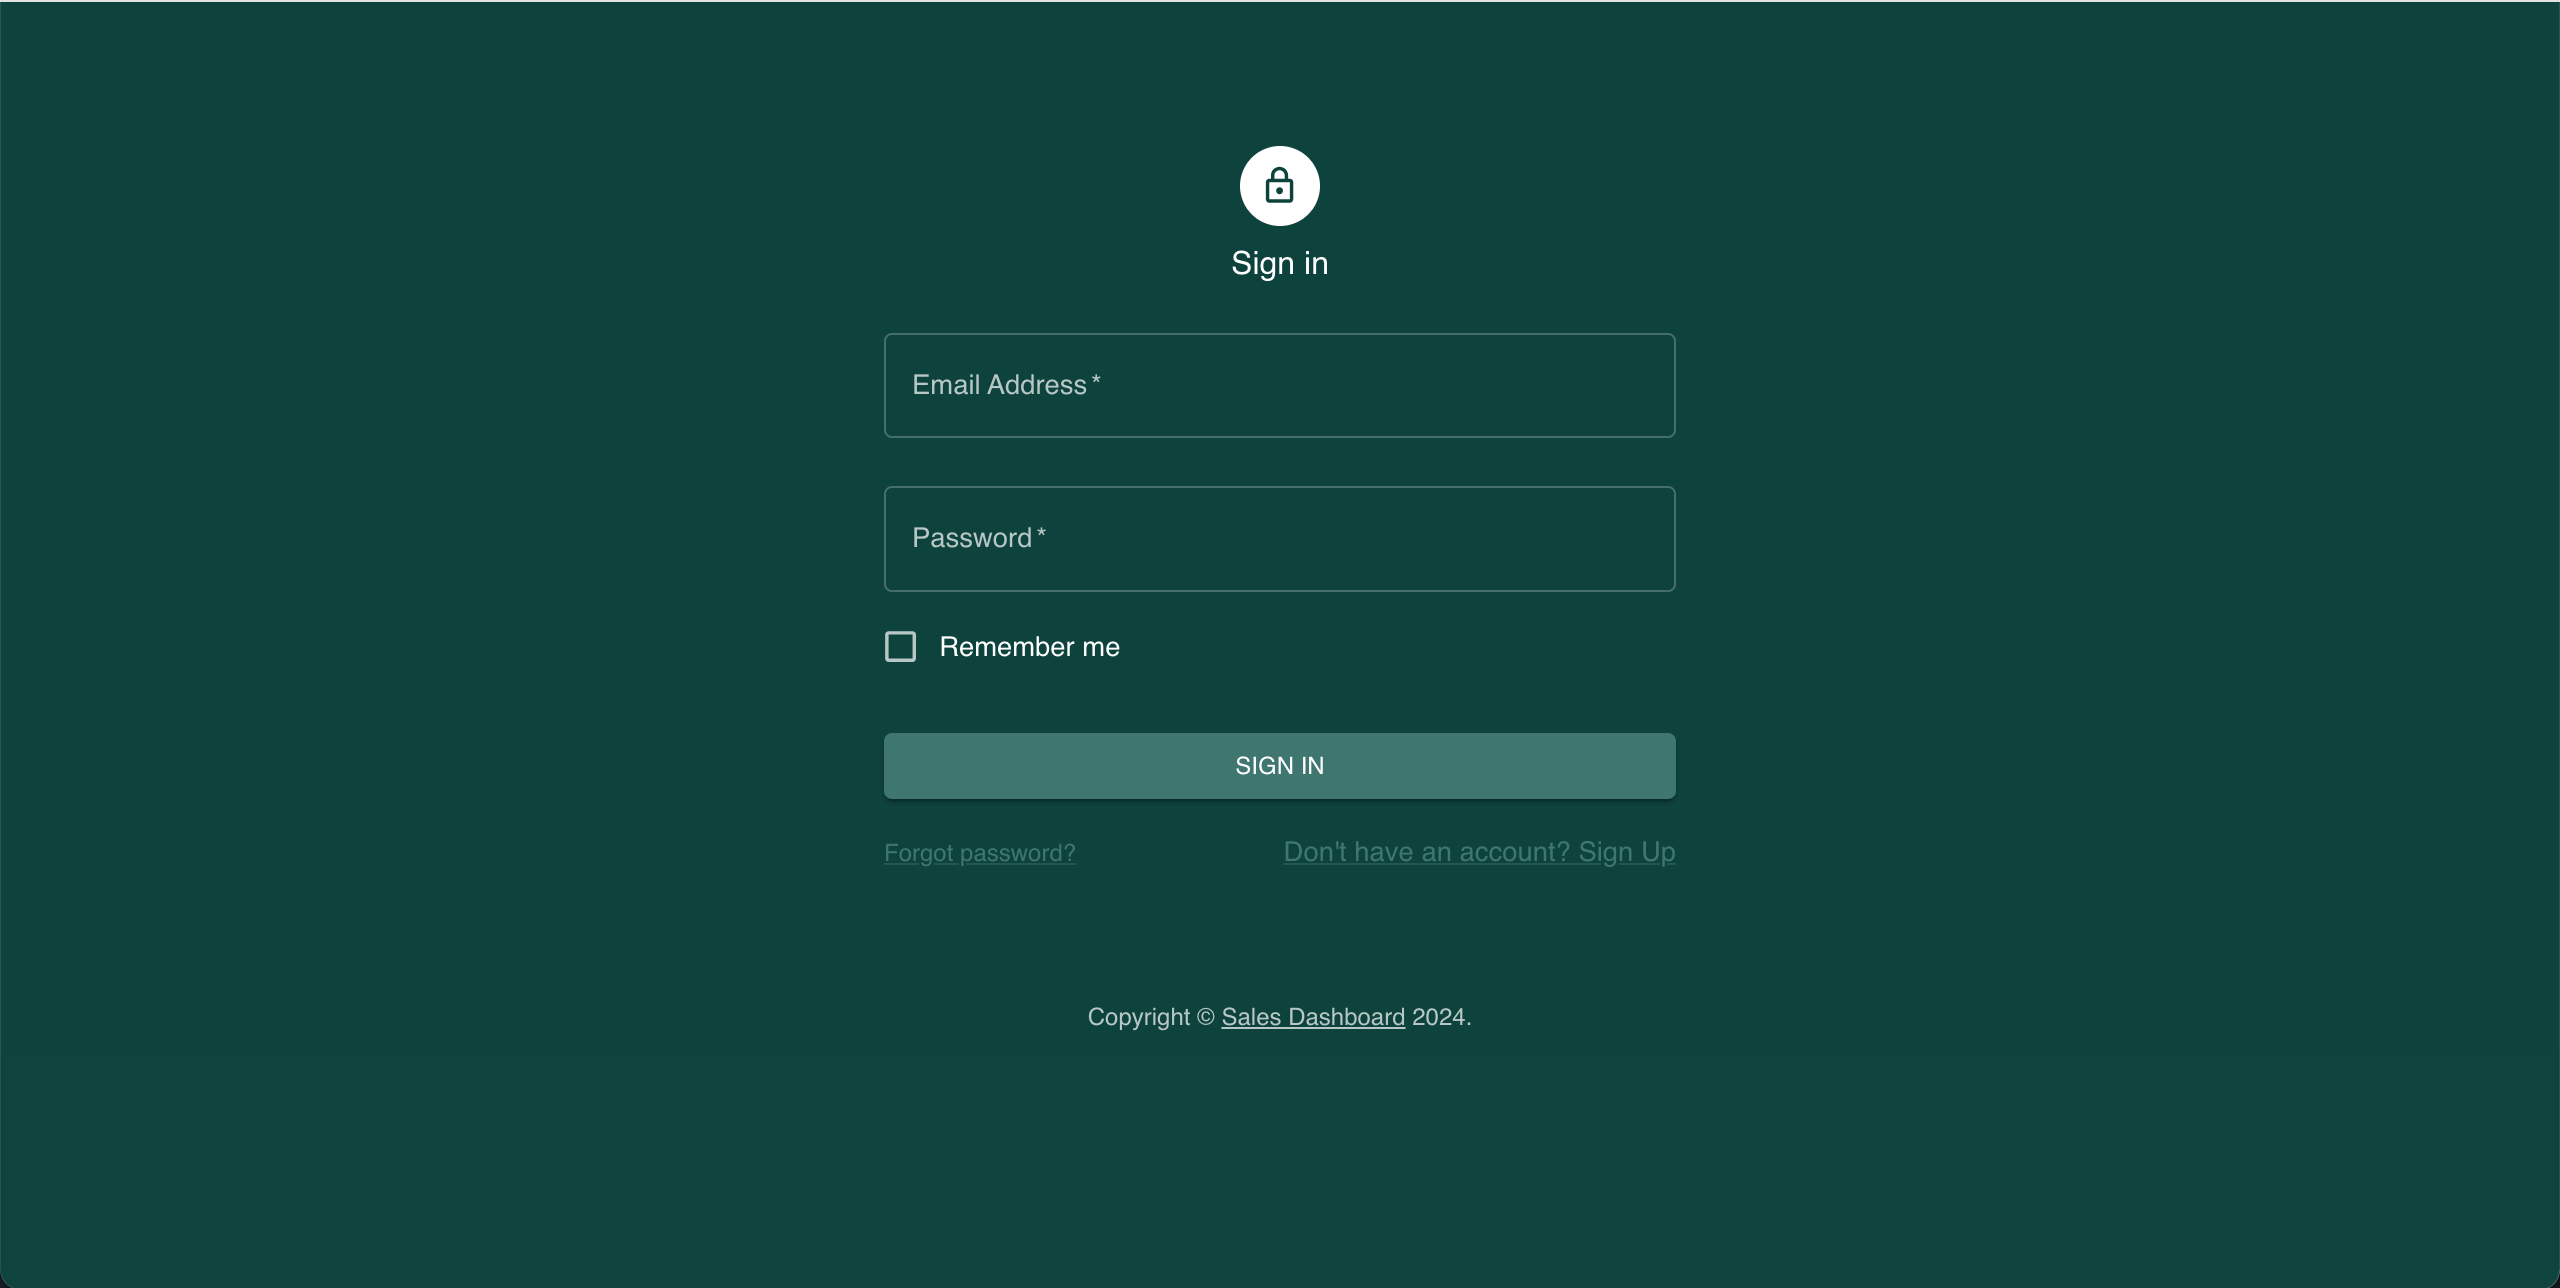 Sign in
Email Address *
Password *
Remember me
SIGN IN
Forgot password? Don't have an account? Sign Up
Copyright © Sales Dashboard 2024.